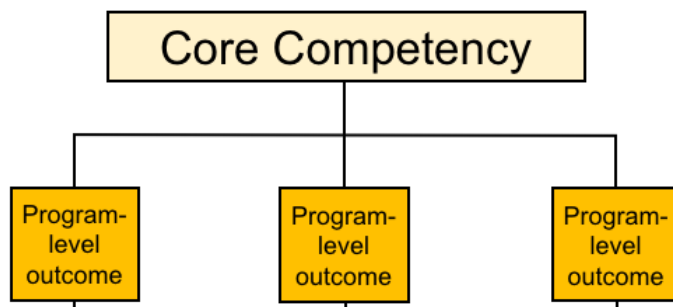 Core Competency
Program-
level
outcome
Program-
level
outcome
Program-
level
outcome